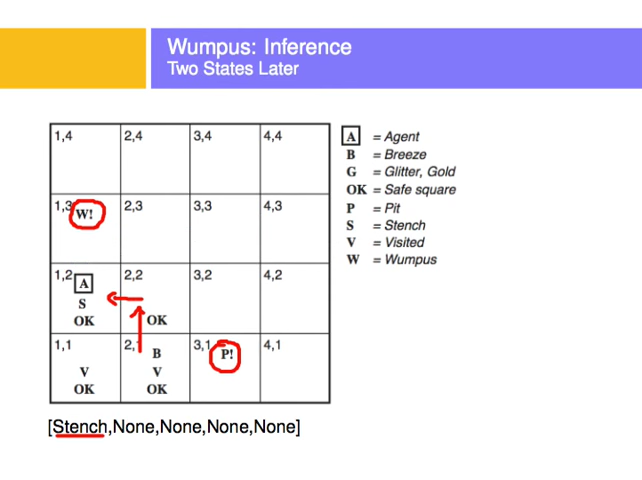 Wumpus: Inference
Two States Later
1,4 2,4 3,4 4,4
1,3 W! 2,3 3,3 4,3
1,2 A 2,2 3,2 4,2
S
OK OK
1,1 2,1 B 3,1 P! 4,1
V V
OK OK
A = Agent
B = Breeze
G = Glitter, Gold
OK = Safe square
P = Pit
S = Stench
V = Visited
W = Wumpus
[Stench,None,None,None,None]